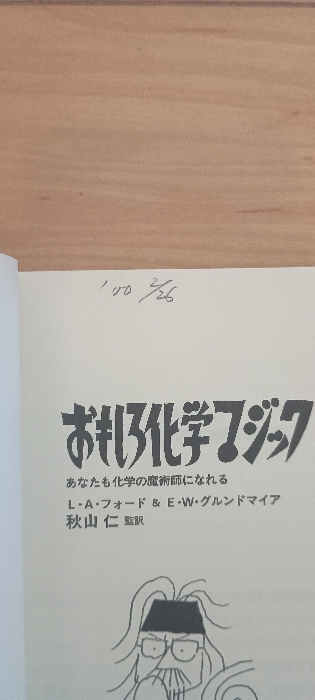 '00 2/26
おもしろ化学マジック
あなたも化学の魔術師になれる
L・A・フォード & E・W・グルンドマイア
秋山 仁 監訳